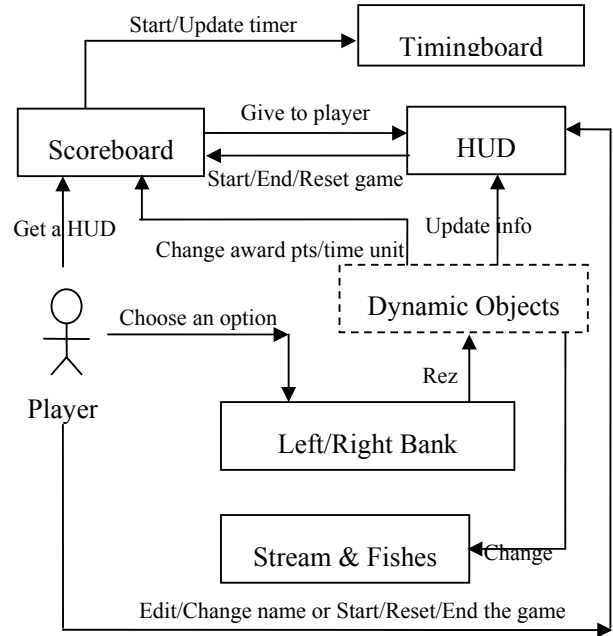 Start/Update timer
Timingboard
Give to player
Scoreboard
HUD
Start/End/Reset game
Get a HUD
Update info
Change award pts/time unit
Dynamic Objects
Choose an option
Rez
Player
Left/Right Bank
Stream & Fishes
Change
Edit/Change name or Start/Reset/End the game